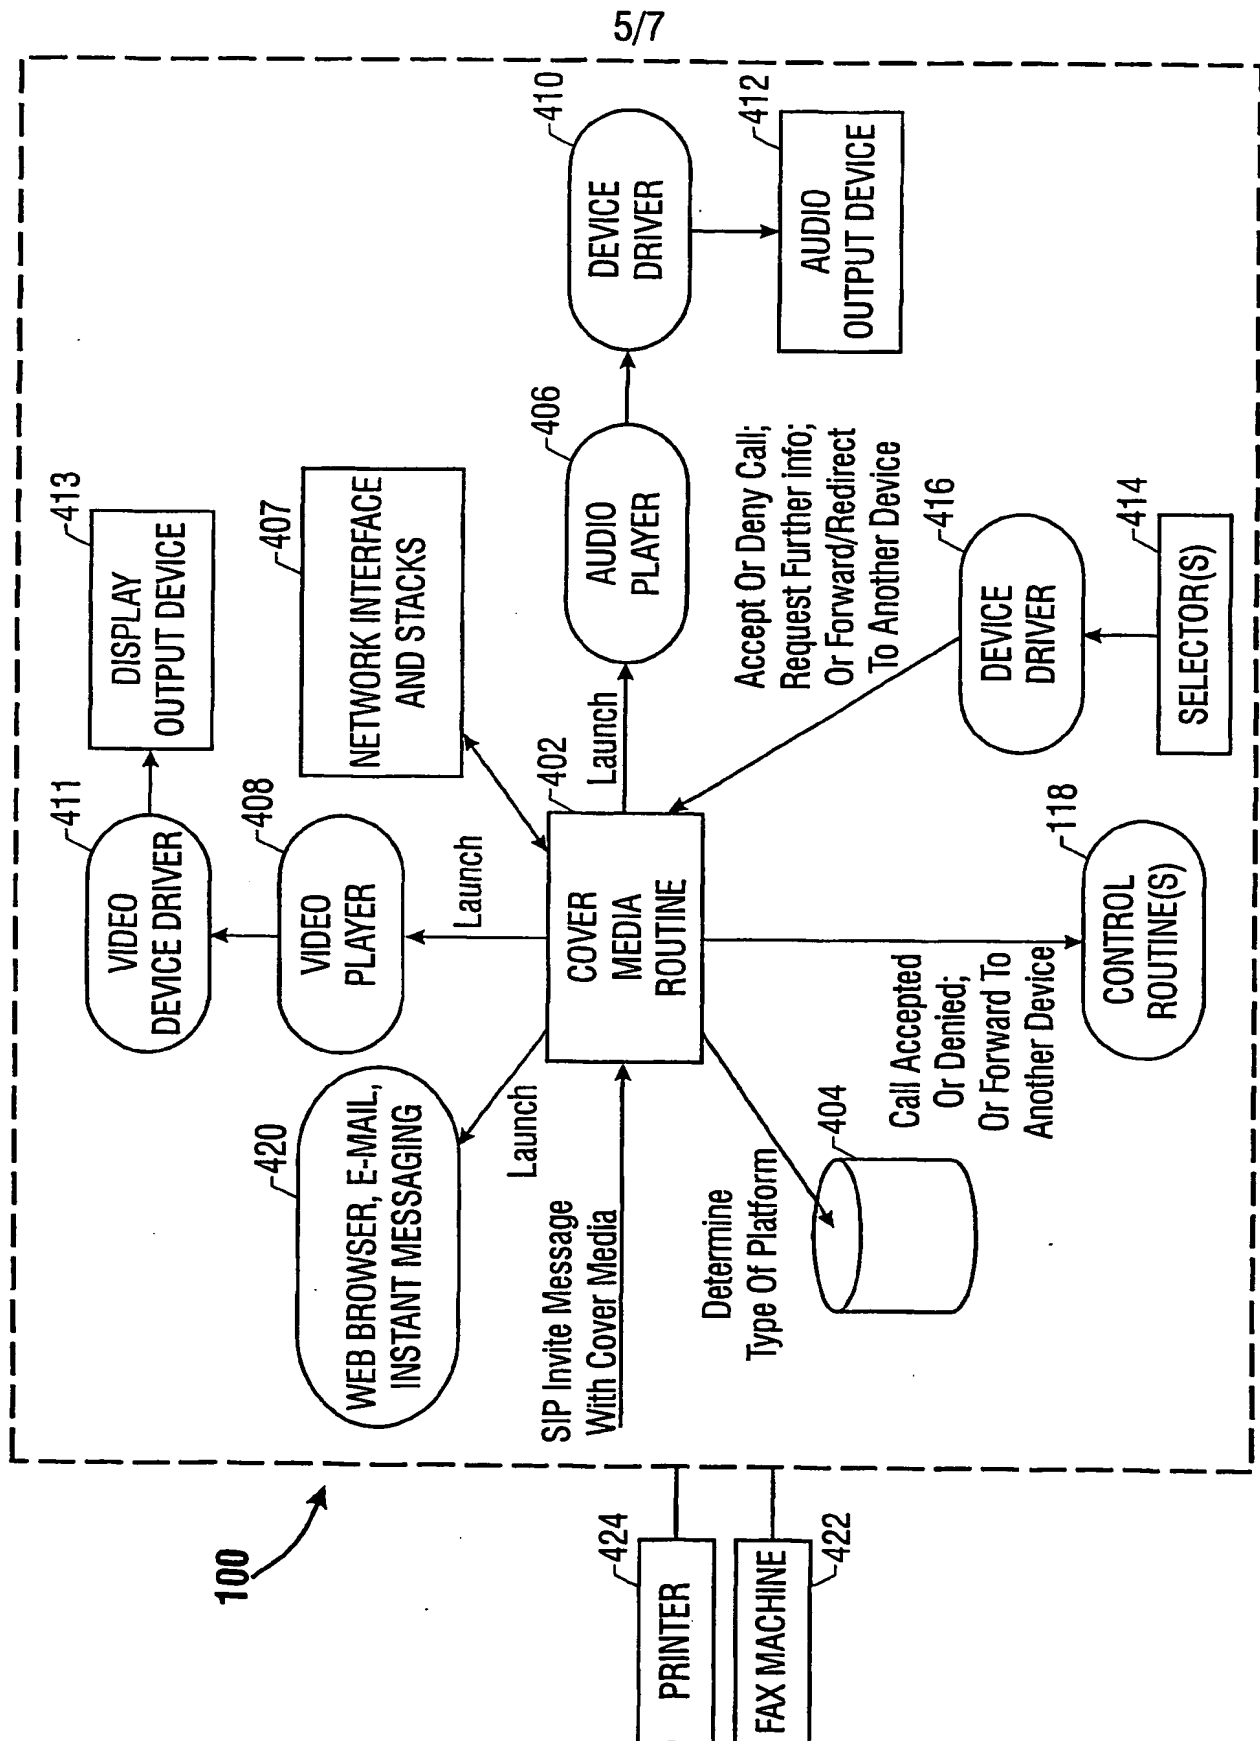 5/7
100
424
PRINTER
422
FAX MACHINE
420
WEB BROWSER, E-MAIL,
INSTANT MESSAGING
411
VIDEO
DEVICE DRIVER
413
DISPLAY
OUTPUT DEVICE
408
VIDEO
PLAYER
407
NETWORK INTERFACE
AND STACKS
Launch
Launch
SIP Invite Message
With Cover Media
402
COVER
MEDIA
ROUTINE
Launch
406
AUDIO
PLAYER
410
DEVICE
DRIVER
412
AUDIO
OUTPUT DEVICE
Determine
Type Of Platform
404
Call Accepted
Or Denied;
Or Forward To
Another Device
118
CONTROL
ROUTINE(S)
Accept Or Deny Call;
Request Further info;
Or Forward/Redirect
To Another Device
416
DEVICE
DRIVER
414
SELECTOR(S)